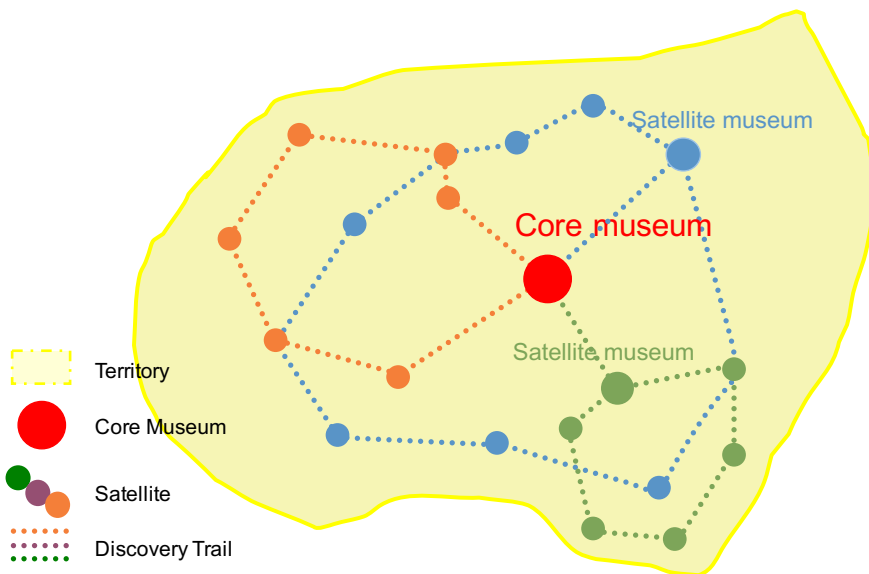 Satellite museum
Core museum
Satellite museum
Territory
Core Museum
Satellite
Discovery Trail